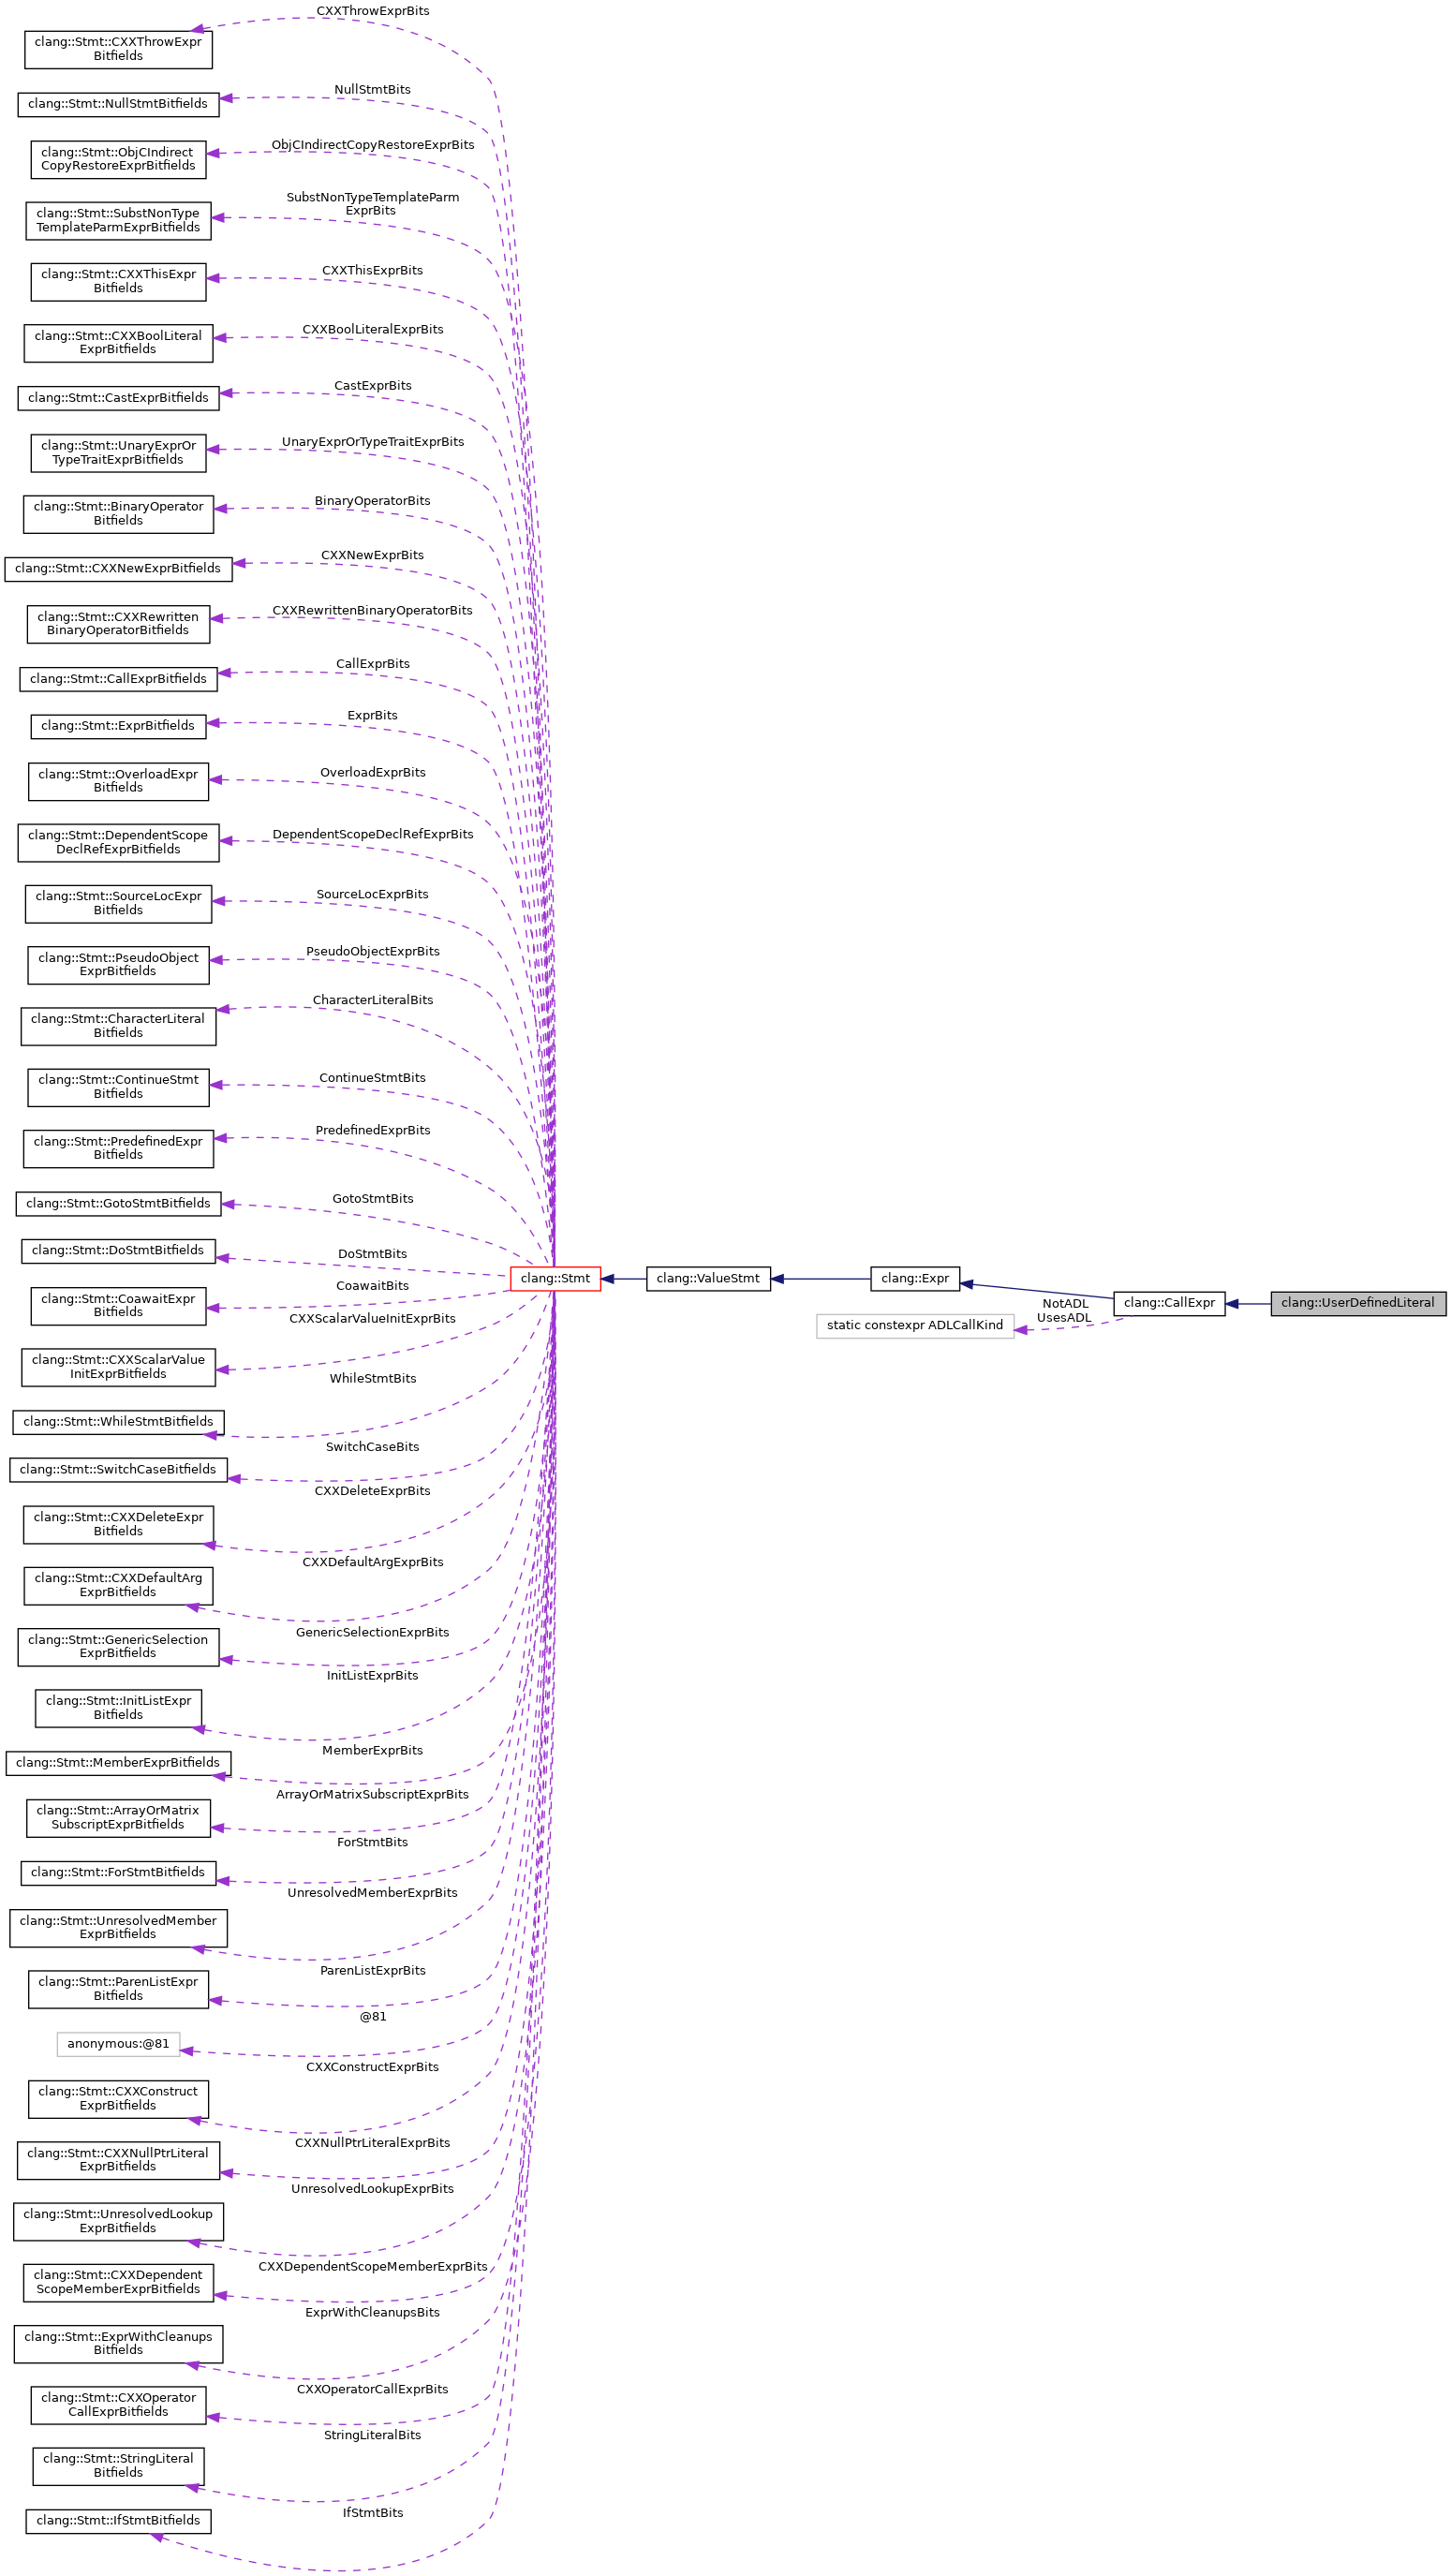 CXXThrowExprBits
clang::Stmt::CXXThrowExpr
Bitfields
NullStmtBits
clang::Stmt::NullStmtBitfields
ObjCIndirectCopyRestoreExprBits
clang::Stmt::ObjCIndirect
CopyRestoreExprBitfields
SubstNonTypeTemplateParm
ExprBits
clang::Stmt::SubstNonType
TemplateParmExprBitfields
CXXThisExprBits
clang::Stmt::CXXThisExpr
Bitfields
CXXBoolLiteralExprBits
clang::Stmt::CXXBoolLiteral
ExprBitfields
CastExprBits
clang::Stmt::CastExprBitfields
UnaryExprOrTypeTraitExprBits
clang::Stmt::UnaryExprOr
TypeTraitExprBitfields
BinaryOperatorBits
clang::Stmt::BinaryOperator
Bitfields
CXXNewExprBits
clang::Stmt::CXXNewExprBitfields
CXXRewrittenBinaryOperatorBits
clang::Stmt::CXXRewritten
BinaryOperatorBitfields
CallExprBits
clang::Stmt::CallExprBitfields
ExprBits
clang::Stmt::ExprBitfields
OverloadExprBits
clang::Stmt::OverloadExpr
Bitfields
DependentScopeDeclRefExprBits
clang::Stmt::DependentScope
DeclRefExprBitfields
SourceLocExprBits
clang::Stmt::SourceLocExpr
Bitfields
PseudoObjectExprBits
clang::Stmt::PseudoObject
ExprBitfields
CharacterLiteralBits
clang::Stmt::CharacterLiteral
Bitfields
ContinueStmtBits
clang::Stmt::ContinueStmt
Bitfields
PredefinedExprBits
clang::Stmt::PredefinedExpr
Bitfields
GotoStmtBits
clang::Stmt::GotoStmtBitfields
DoStmtBits
clang::Stmt::DoStmtBitfields
clang::Stmt
clang::ValueStmt
clang::Expr
clang::CallExpr
clang::UserDefinedLiteral
NotADL
UsesADL
static constexpr ADLCallKind
CoawaitBits
clang::Stmt::CoawaitExpr
Bitfields
CXXScalarValueInitExprBits
clang::Stmt::CXXScalarValue
InitExprBitfields
WhileStmtBits
clang::Stmt::WhileStmtBitfields
SwitchCaseBits
clang::Stmt::SwitchCaseBitfields
CXXDeleteExprBits
clang::Stmt::CXXDeleteExpr
Bitfields
CXXDefaultArgExprBits
clang::Stmt::CXXDefaultArg
ExprBitfields
GenericSelectionExprBits
clang::Stmt::GenericSelection
ExprBitfields
InitListExprBits
clang::Stmt::InitListExpr
Bitfields
MemberExprBits
clang::Stmt::MemberExprBitfields
ArrayOrMatrixSubscriptExprBits
clang::Stmt::ArrayOrMatrix
SubscriptExprBitfields
ForStmtBits
clang::Stmt::ForStmtBitfields
UnresolvedMemberExprBits
clang::Stmt::UnresolvedMember
ExprBitfields
ParenListExprBits
clang::Stmt::ParenListExpr
Bitfields
@81
anonymous:@81
CXXConstructExprBits
clang::Stmt::CXXConstruct
ExprBitfields
CXXNullPtrLiteralExprBits
clang::Stmt::CXXNullPtrLiteral
ExprBitfields
UnresolvedLookupExprBits
clang::Stmt::UnresolvedLookup
ExprBitfields
CXXDependentScopeMemberExprBits
clang::Stmt::CXXDependent
ScopeMemberExprBitfields
ExprWithCleanupsBits
clang::Stmt::ExprWithCleanups
Bitfields
CXXOperatorCallExprBits
clang::Stmt::CXXOperator
CallExprBitfields
StringLiteralBits
clang::Stmt::StringLiteral
Bitfields
IfStmtBits
clang::Stmt::IfStmtBitfields